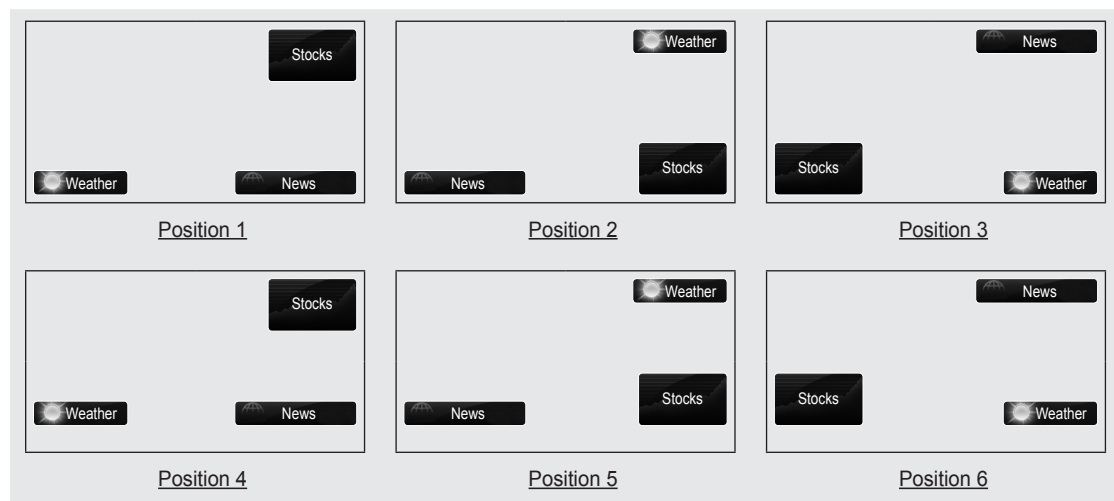 Stocks
Weather
News
Position 1
Weather
Stocks
News
Position 2
News
Stocks
Weather
Position 3
Stocks
Weather
News
Position 4
Weather
Stocks
News
Position 5
News
Stocks
Weather
Position 6